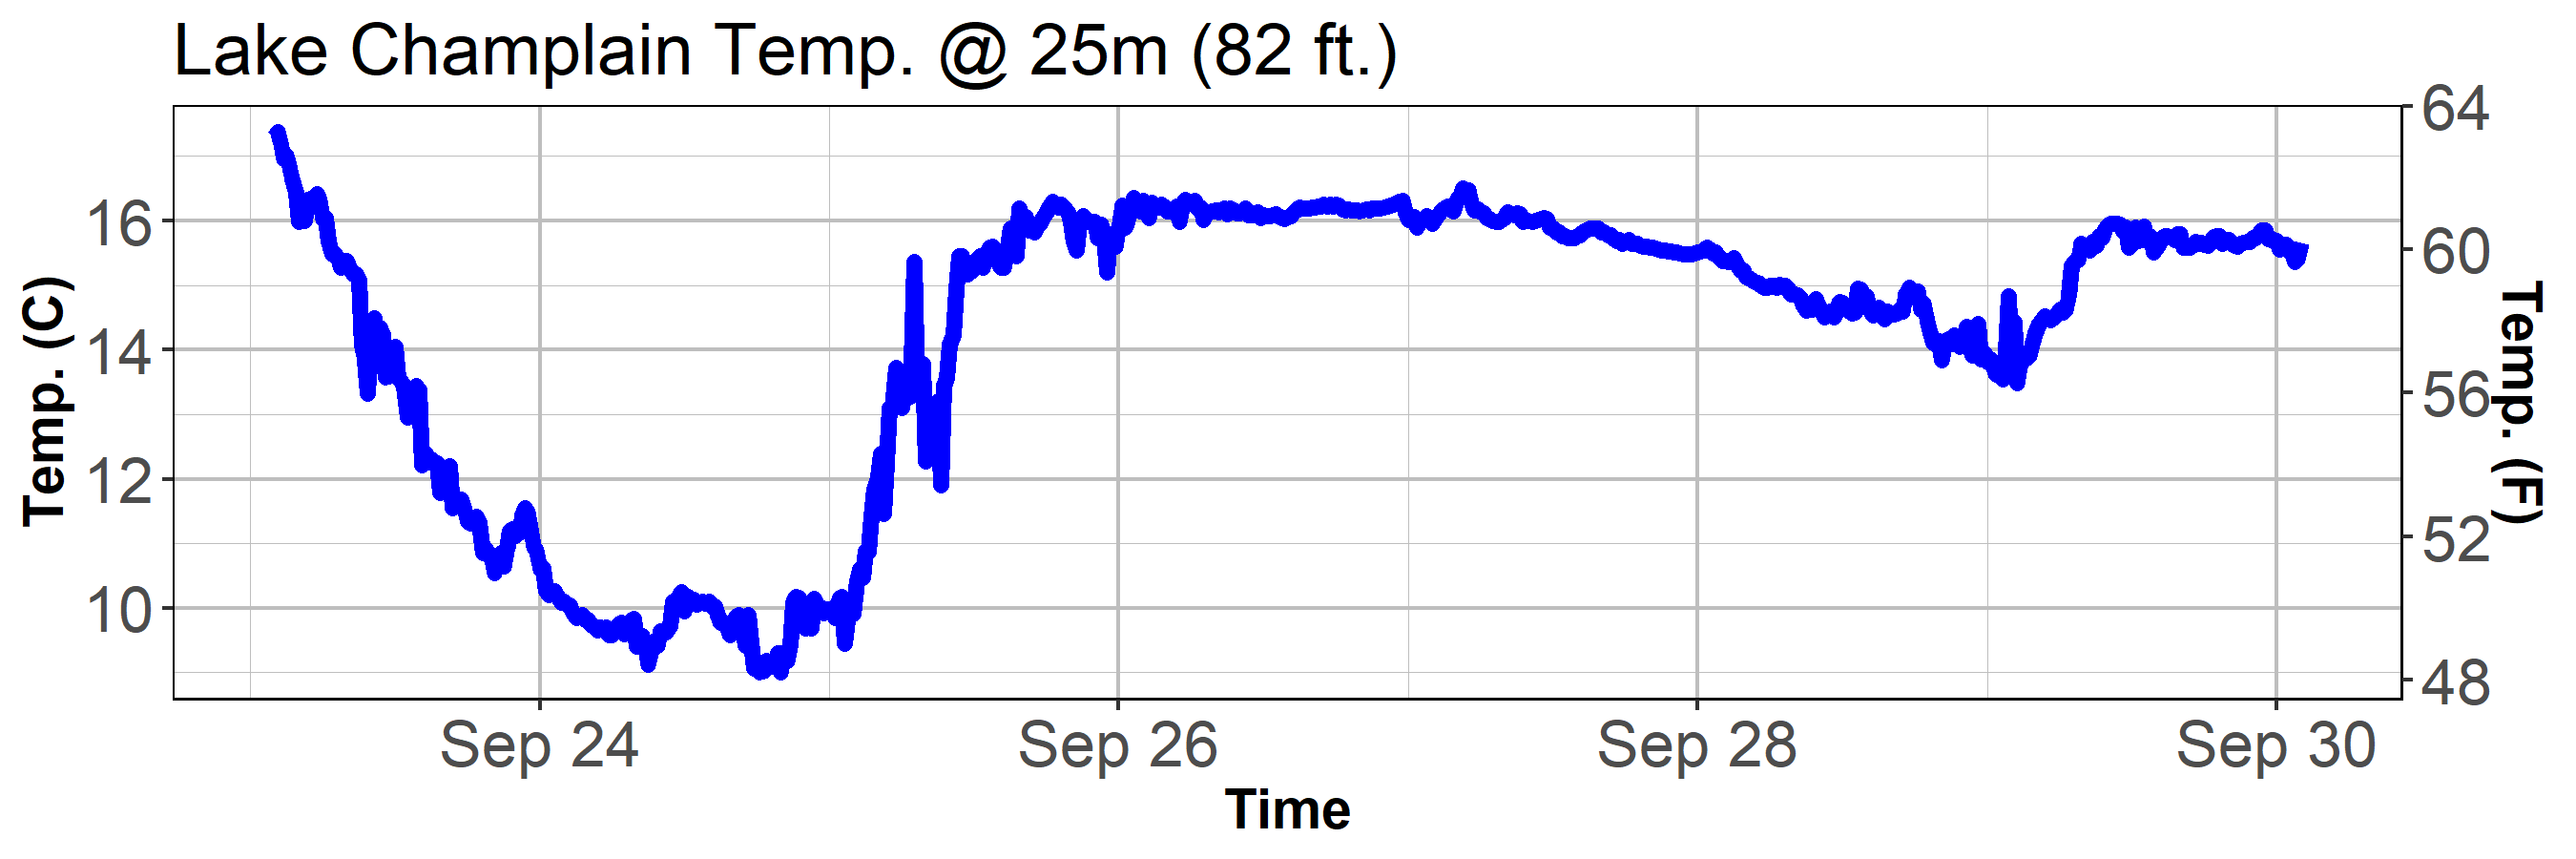 Lake Champlain Temp. @ 25m (82 ft.)
Temp. (C)
16
14
12
10
64
60
56
52
48
Temp. (F)
Sep 24 Sep 26 Sep 28 Sep 30
Time